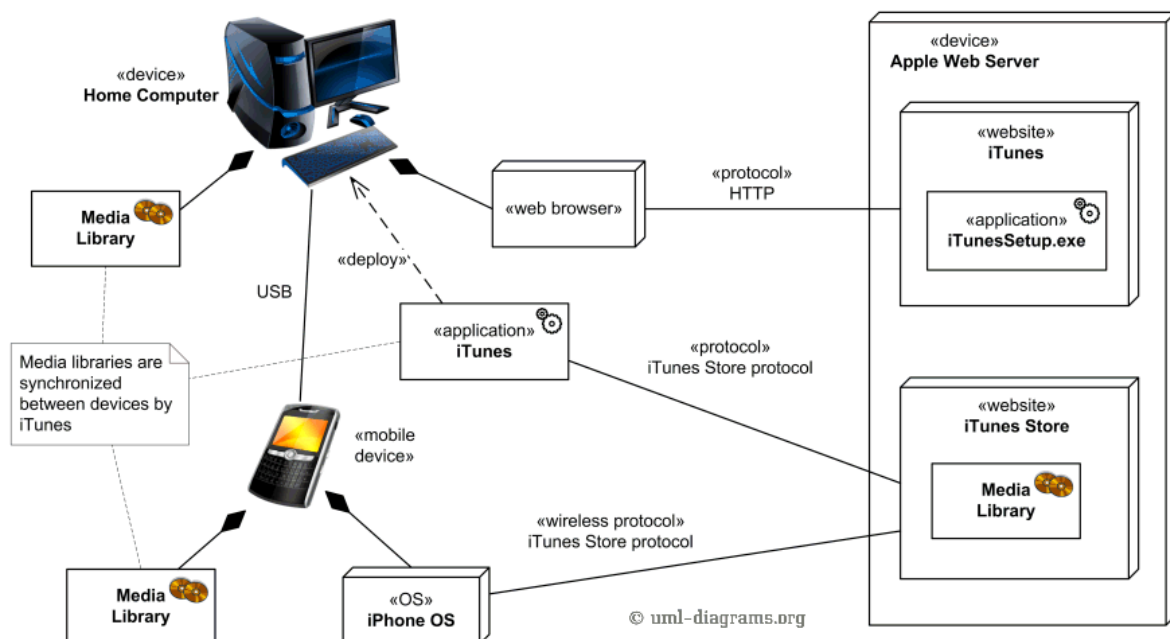 «device»
Home Computer
«device»
Apple Web Server
«website»
iTunes
«application»
iTunesSetup.exe
Media
Library
«web browser»
«protocol»
HTTP
«deploy»
USB
«application»
iTunes
Media libraries are
synchronized
between devices by
iTunes
«protocol»
iTunes Store protocol
«website»
iTunes Store
Media
Library
«mobile
device»
«wireless protocol»
iTunes Store protocol
Media
Library
«OS»
iPhone OS
© uml-diagrams.org